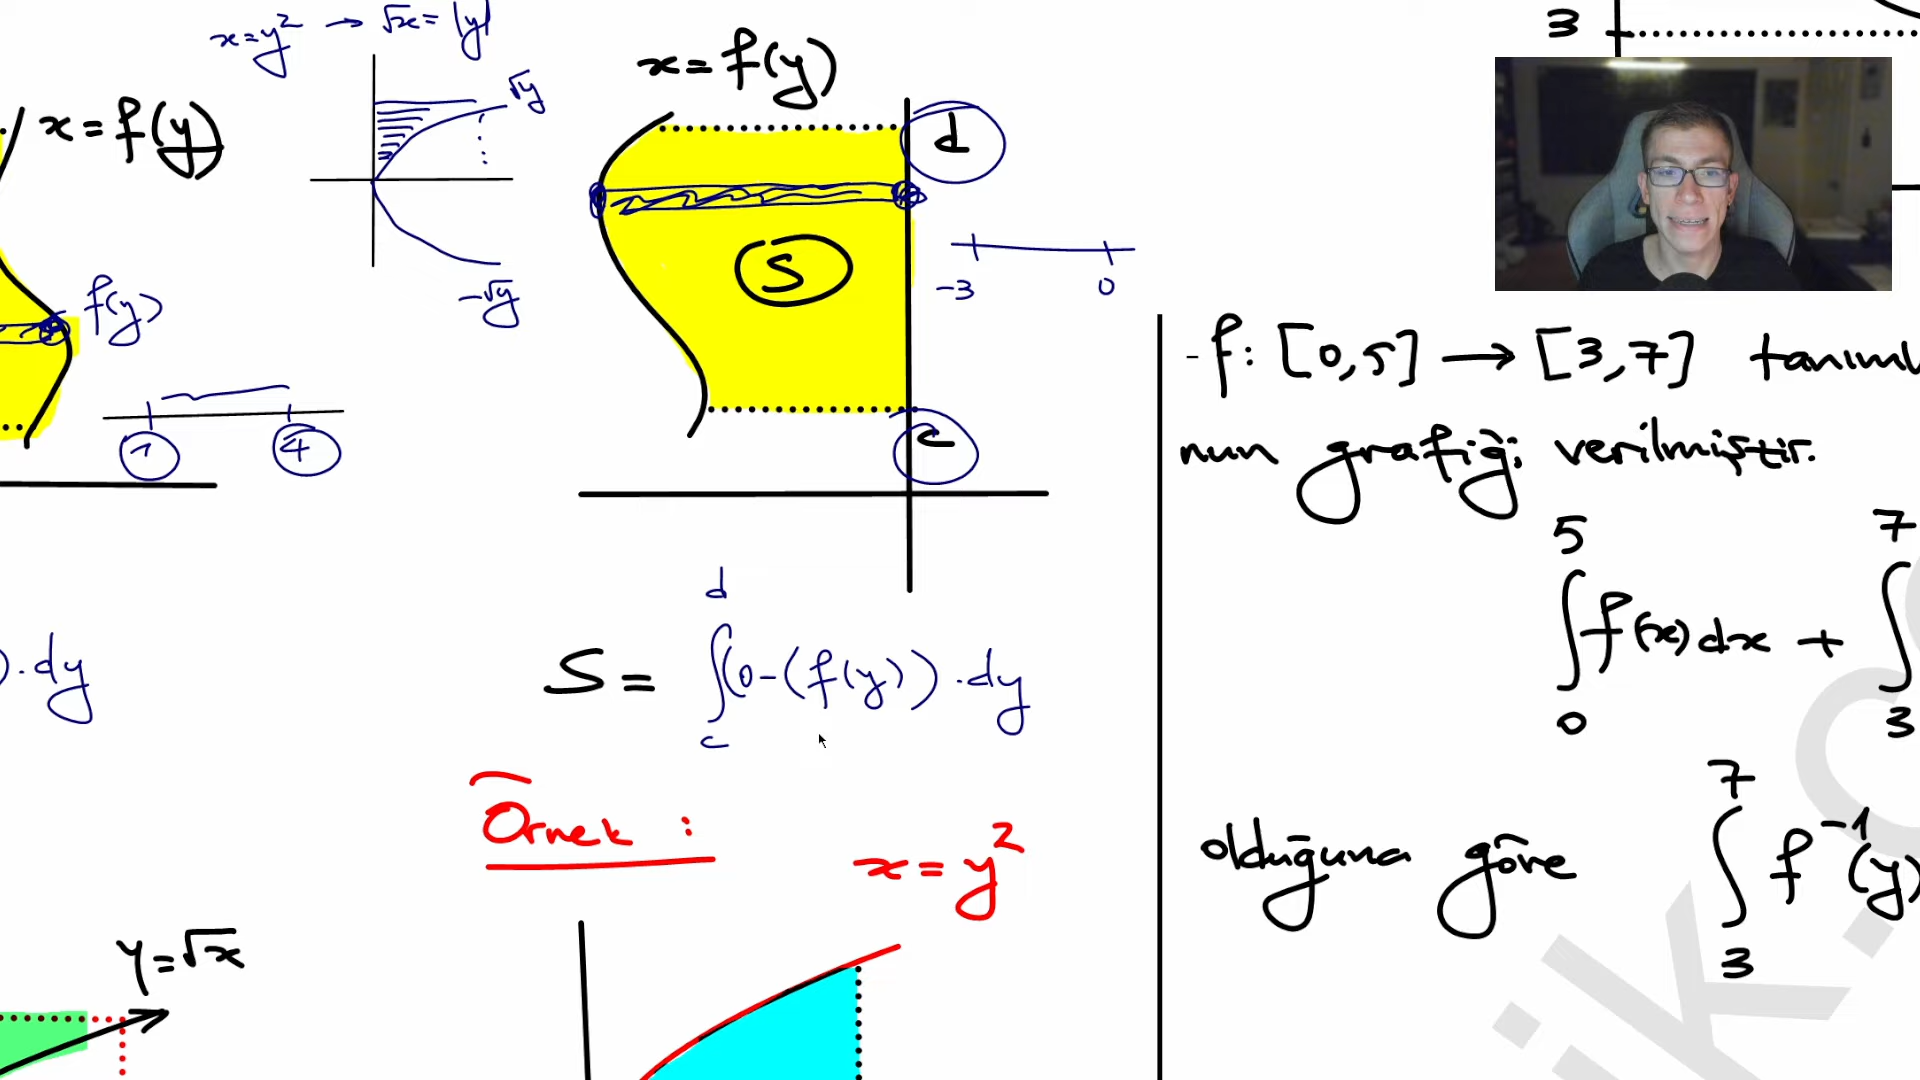 x=y² → √x = |y|
x = f(y)
√y
-√y
f(y)
1
4
). dy
y=√x
x = f(y)
d
S
-3
0
c
S = ∫ (0-(f(y)) . dy
d
c
Örnek :
x = y²
3
- f: [0,5] → [3,7] tanıml
nun grafiği verilmiştir.
5
7
∫ f(x) dx + ∫
0
3
7
olduğuna göre ∫ f⁻¹(y)
3